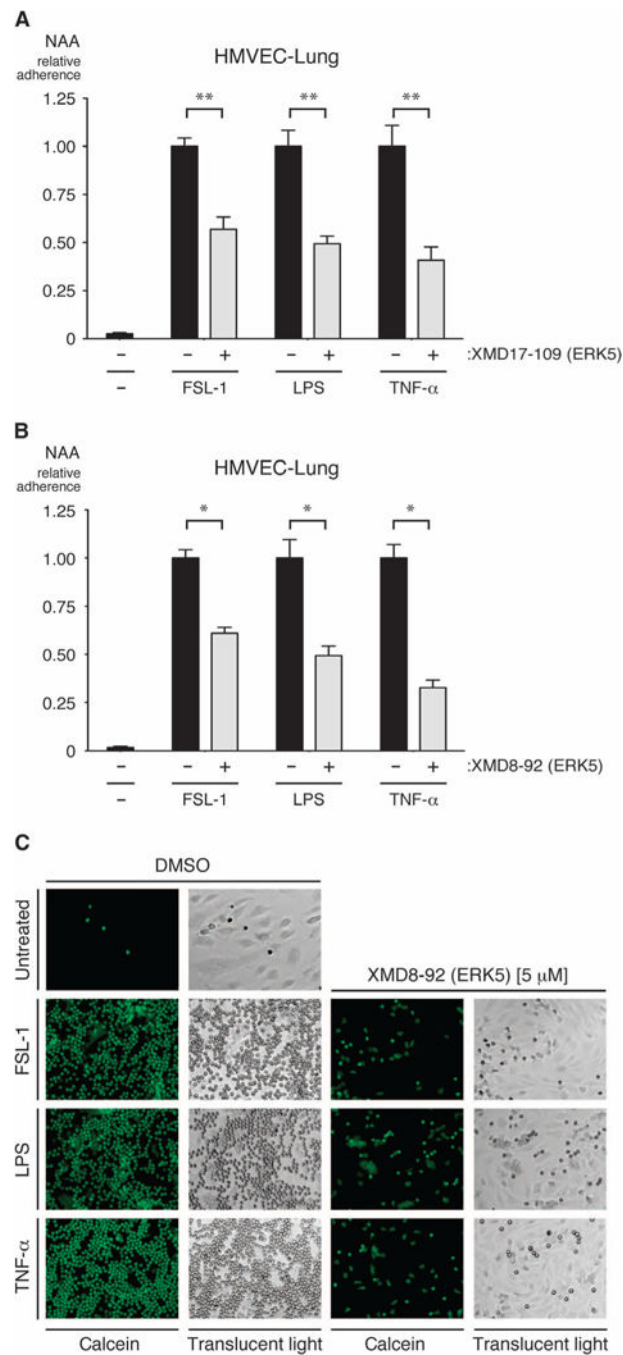 A
NAA
relative
adherence
HMVEC-Lung
** ** **
1.25
1.00
0.75
0.50
0.25
0
– – + – + – + :XMD17-109 (ERK5)
– FSL-1 LPS TNF-α
B
NAA
relative
adherence
HMVEC-Lung
* * *
1.25
1.00
0.75
0.50
0.25
0
– – + – + – + :XMD8-92 (ERK5)
– FSL-1 LPS TNF-α
C
DMSO
Untreated
XMD8-92 (ERK5) [5 μM]
FSL-1
LPS
TNF-α
Calcein Translucent light Calcein Translucent light